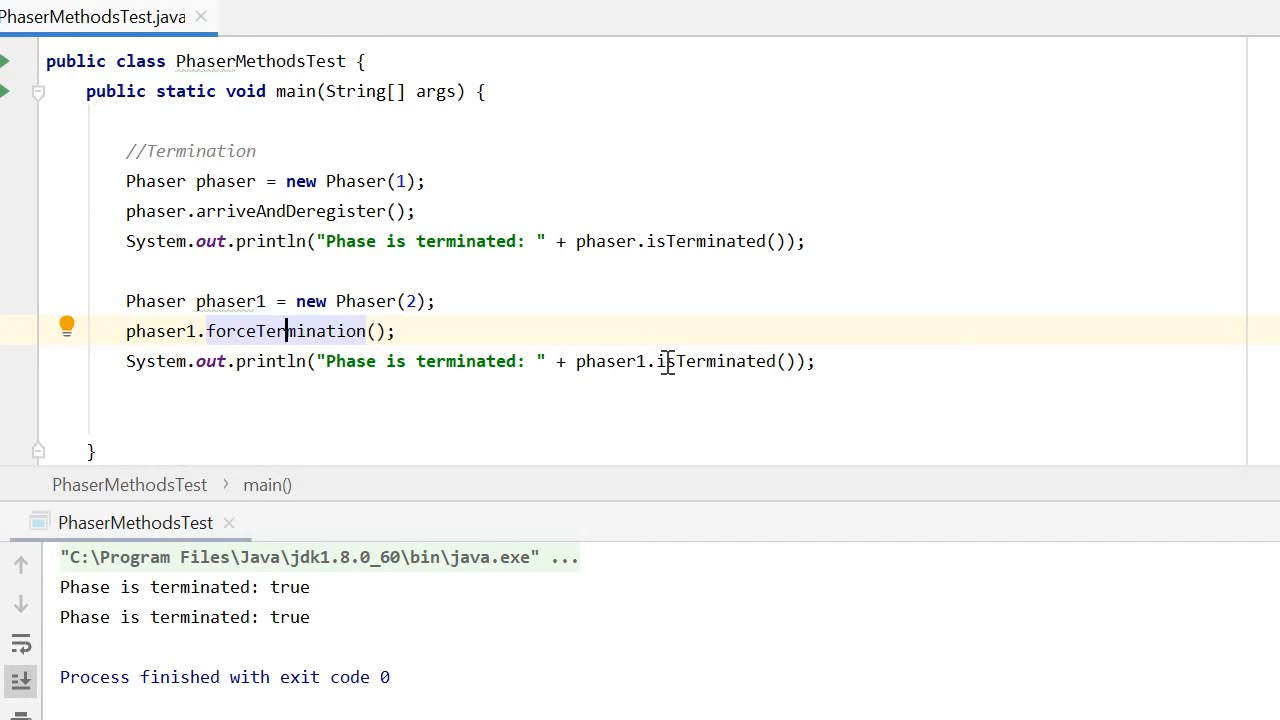 PhaserMethodsTest.java
public class PhaserMethodsTest {
public static void main(String[] args) {
//Termination
Phaser phaser = new Phaser(1);
phaser.arriveAndDeregister();
System.out.println("Phase is terminated: " + phaser.isTerminated());
Phaser phaser1 = new Phaser(2);
phaser1.forceTermination();
System.out.println("Phase is terminated: " + phaser1.isTerminated());
}
PhaserMethodsTest › main()
PhaserMethodsTest
"C:\Program Files\Java\jdk1.8.0_60\bin\java.exe" ...
Phase is terminated: true
Phase is terminated: true
Process finished with exit code 0